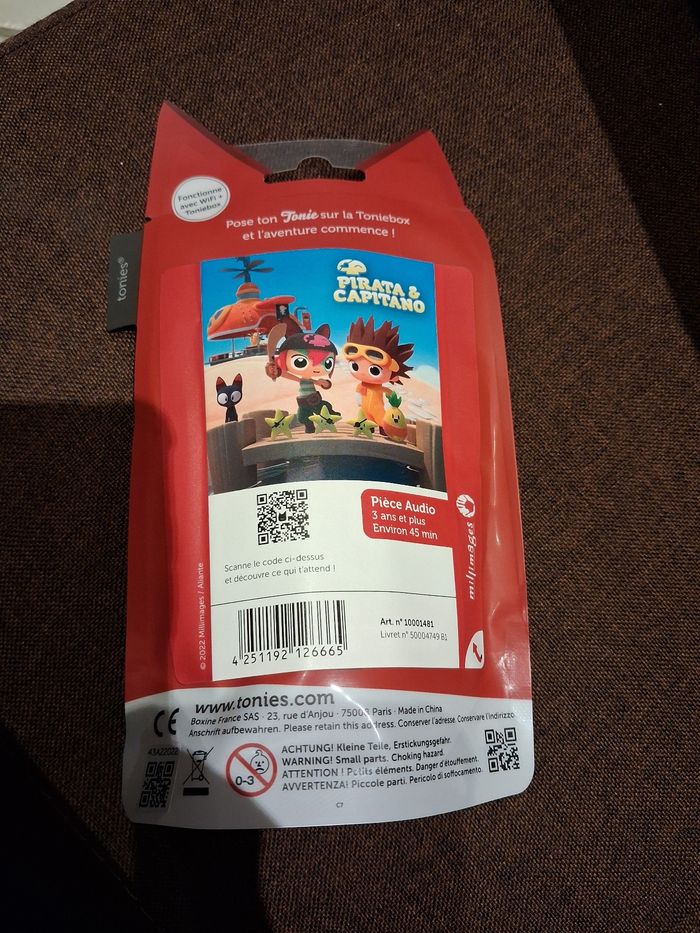 Fonctionne
avec WiFi +
Toniebox
Pose ton Tonie sur la Toniebox
et l'aventure commence !
tonies®
PIRATA &
CAPITANO
Pièce Audio
3 ans et plus
Environ 45 min
Scanne le code ci-dessus
et découvre ce qui t'attend !
millimages
© 2022 Millimages / Aliante
4 251192 126665
Art. n° 10001481
Livret n° 50004749 B1
www.tonies.com
Boxine France SAS · 23, rue d'Anjou · 75008 Paris · Made in China
Anschrift aufbewahren. Please retain this address. Conserver l'adresse. Conservare l'indirizzo.
CE
43A22022
0-3
ACHTUNG! Kleine Teile, Erstickungsgefahr.
WARNING! Small parts. Choking hazard.
ATTENTION ! Petits éléments. Danger d'étouffement.
AVVERTENZA! Piccole parti. Pericolo di soffocamento.
C7